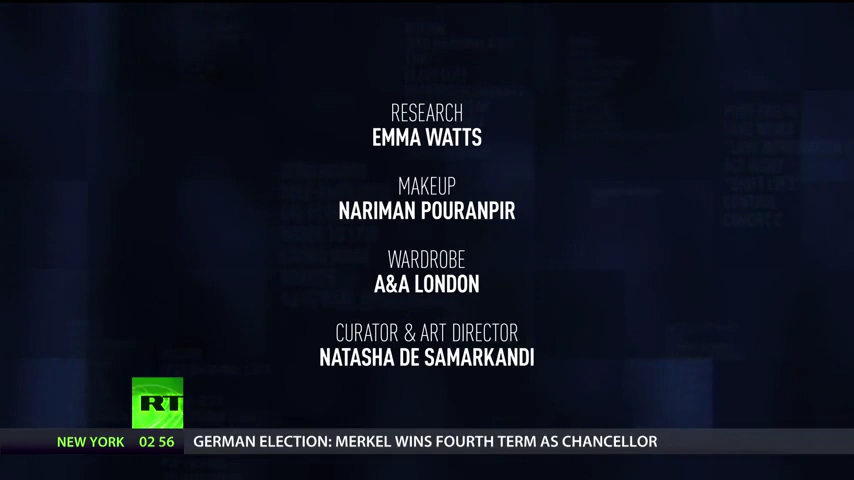 RESEARCH
EMMA WATTS
MAKEUP
NARIMAN POURANPIR
WARDROBE
A&A LONDON
CURATOR & ART DIRECTOR
NATASHA DE SAMARKANDI
RT
NEW YORK 02 56 GERMAN ELECTION: MERKEL WINS FOURTH TERM AS CHANCELLOR